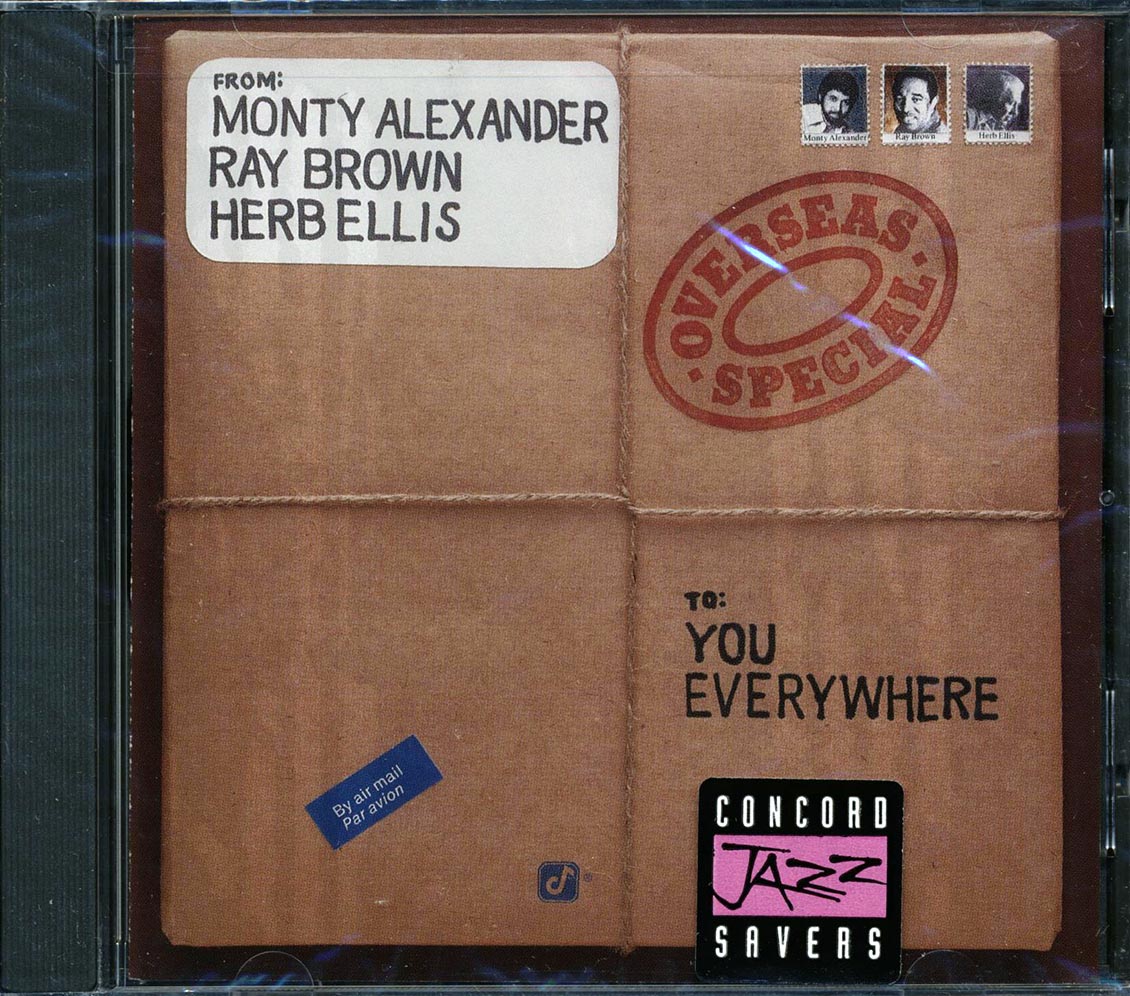 FROM:
MONTY ALEXANDER
RAY BROWN
HERB ELLIS
Monty Alexander
Ray Brown
Herb Ellis
OVERSEAS
SPECIAL
TO:
YOU
EVERYWHERE
By air mail
Par avion
®
CONCORD
JAZZ
SAVERS